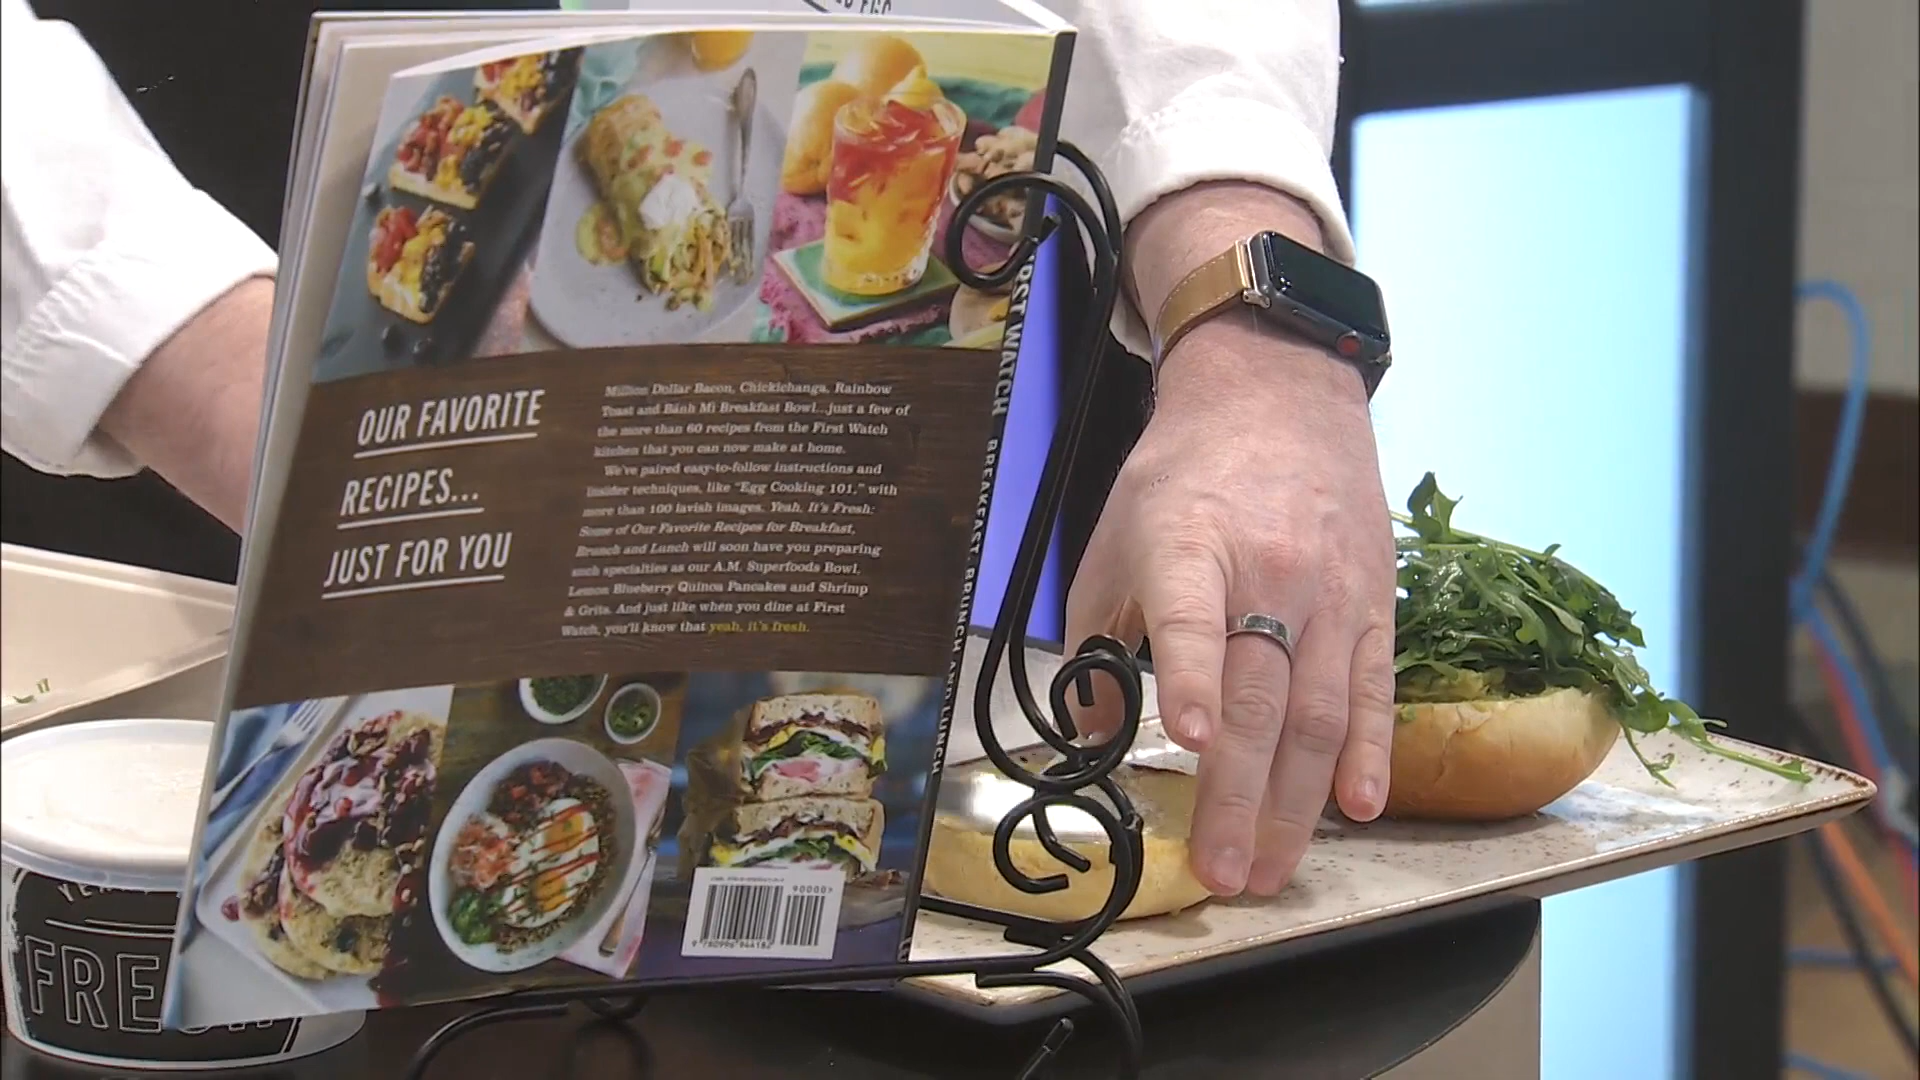 OUR FAVORITE
RECIPES...
JUST FOR YOU
Million Dollar Bacon, Chickichanga, Rainbow
Toast and Bánh Mì Breakfast Bowl...just a few of
the more than 60 recipes from the First Watch
kitchen that you can now make at home.
We've paired easy-to-follow instructions and
insider techniques, like "Egg Cooking 101," with
more than 100 lavish images. Yeah, It's Fresh:
Some of Our Favorite Recipes for Breakfast,
Brunch and Lunch will soon have you preparing
such specialties as our A.M. Superfoods Bowl,
Lemon Blueberry Quinoa Pancakes and Shrimp
& Grits. And just like when you dine at First
Watch, you'll know that yeah, it's fresh.
FIRST WATCH BREAKFAST, BRUNCH AND LUNCH
90000>
FRE